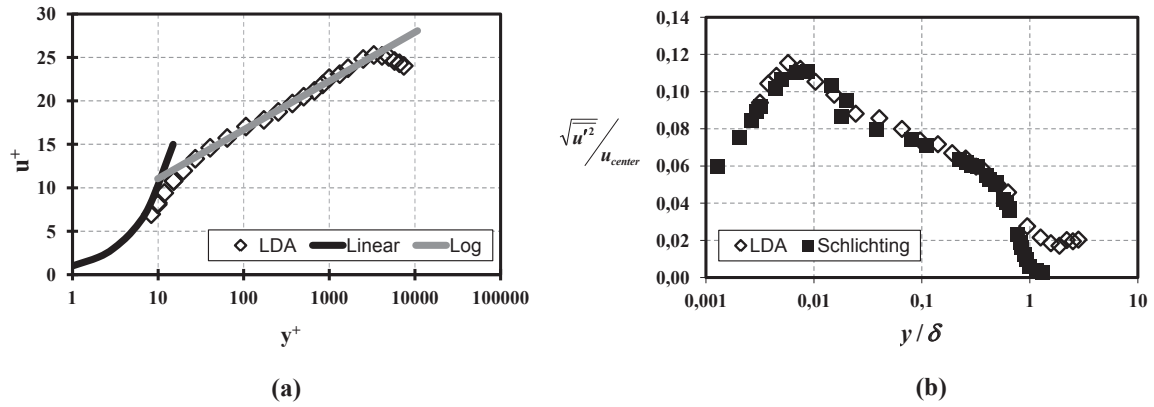 30
25
20
15
10
5
0
u⁺
1 10 100 1000 10000 100000
y⁺
LDA Linear Log
(a)
0,14
0,12
0,10
0,08
0,06
0,04
0,02
0,00
√u'² / u_center
0,001 0,01 0,1 1 10
y / δ
LDA Schlichting
(b)